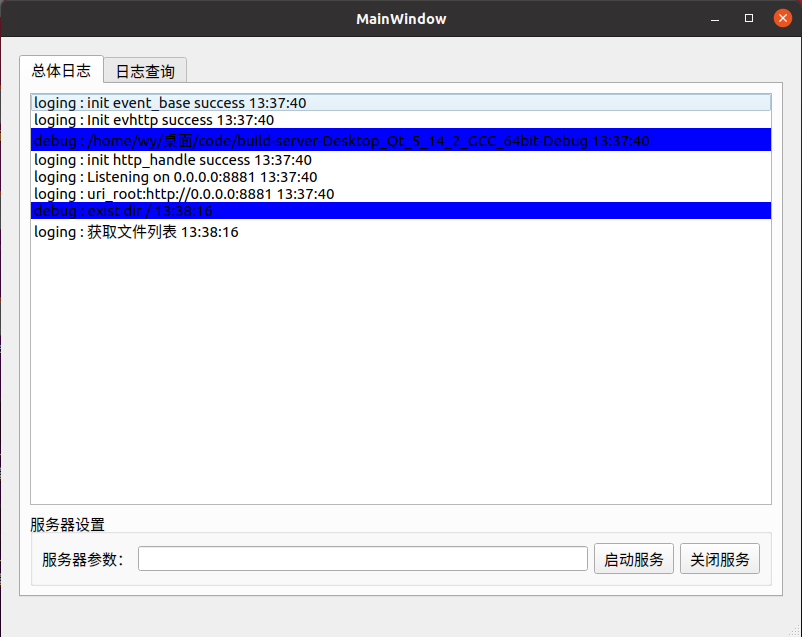 MainWindow
总体日志 日志查询
loging : init event_base success 13:37:40
loging : Init evhttp success 13:37:40
debug : /home/wy/桌面/code/build-server-Desktop_Qt_5_14_2_GCC_64bit-Debug 13:37:40
loging : init http_handle success 13:37:40
loging : Listening on 0.0.0.0:8881 13:37:40
loging : uri_root:http://0.0.0.0:8881 13:37:40
debug : exist dir / 13:38:16
loging : 获取文件列表 13:38:16
服务器设置
服务器参数： 启动服务 关闭服务